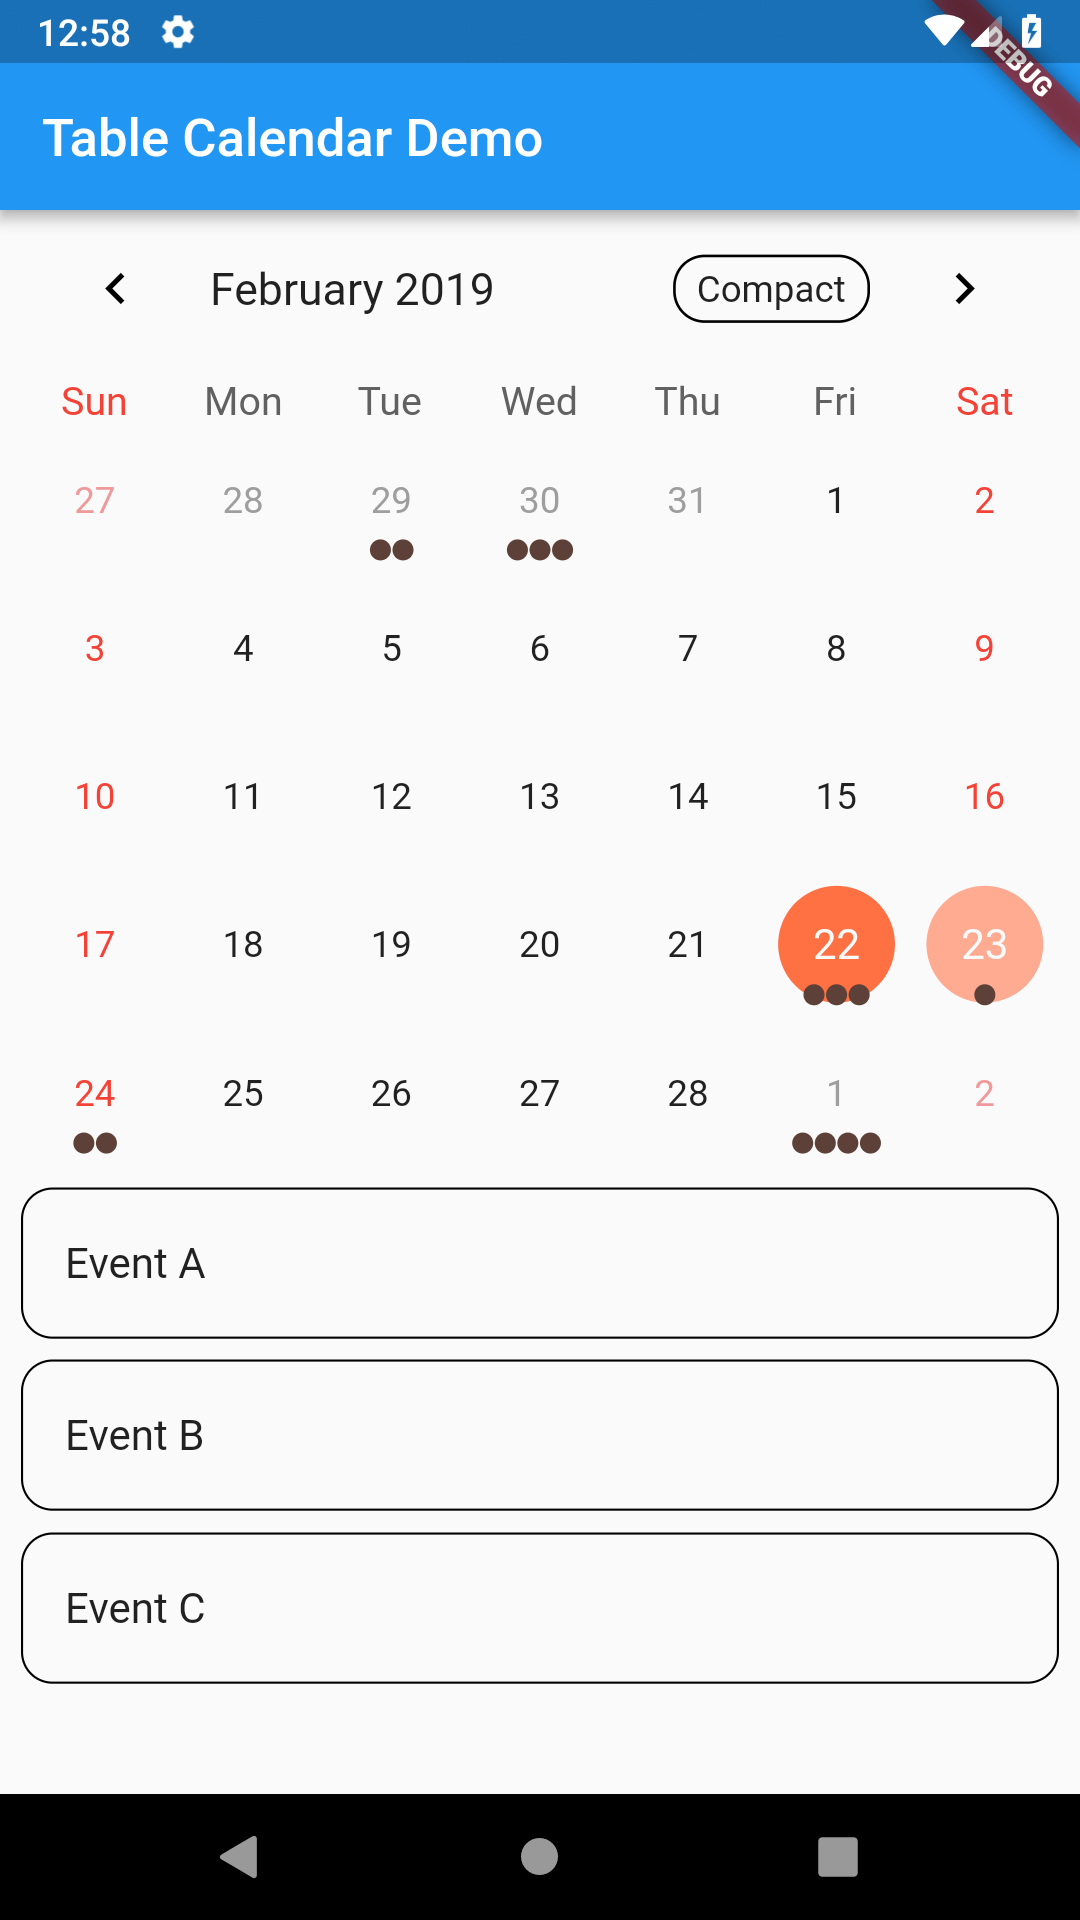 12:58
DEBUG
Table Calendar Demo
February 2019 Compact
Sun Mon Tue Wed Thu Fri Sat
27 28 29 30 31 1 2
3 4 5 6 7 8 9
10 11 12 13 14 15 16
17 18 19 20 21 22 23
24 25 26 27 28 1 2
Event A
Event B
Event C